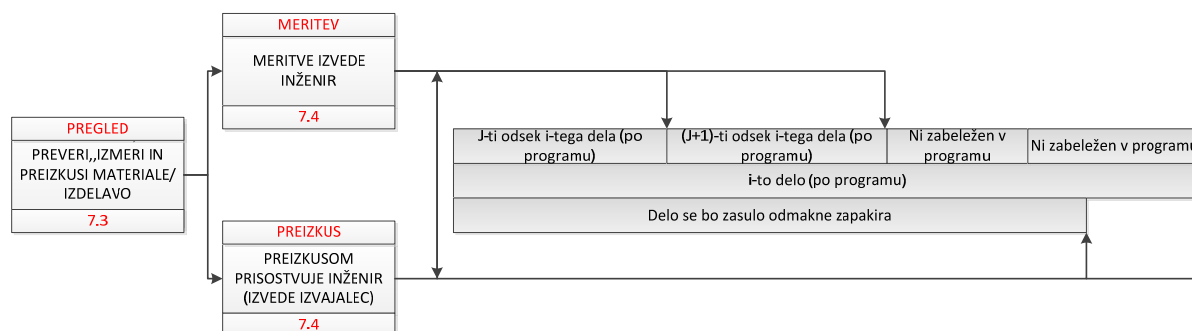 MERITEV
MERITVE IZVEDE
INŽENIR
7.4
PREGLED
PREVERI,,IZMERI IN
PREIZKUSI MATERIALE/
IZDELAVO
7.3
J-ti odsek i-tega dela (po
programu)
(J+1)-ti odsek i-tega dela (po
programu)
Ni zabeležen v
programu
Ni zabeležen v programu
i-to delo (po programu)
Delo se bo zasulo odmakne zapakira
PREIZKUS
PREIZKUSOM
PRISOSTVUJE INŽENIR
(IZVEDE IZVAJALEC)
7.4